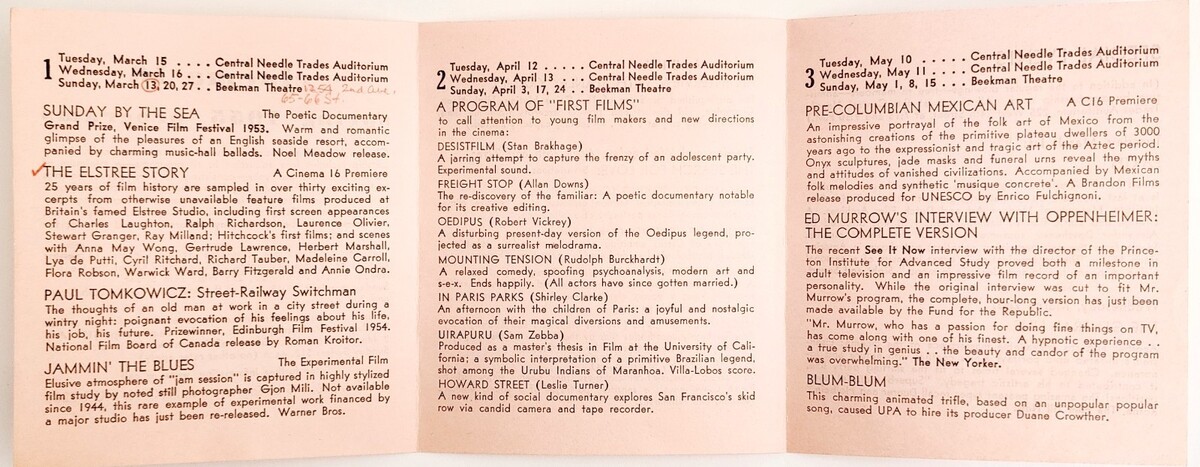 1
Tuesday, March 15 . . . . Central Needle Trades Auditorium
Wednesday, March 16 . . . Central Needle Trades Auditorium
Sunday, March 13, 20, 27 . . Beekman Theatre 1254 2nd Ave.
65-66 St.
SUNDAY BY THE SEA The Poetic Documentary
Grand Prize, Venice Film Festival 1953. Warm and romantic
glimpse of the pleasures of an English seaside resort, accom-
panied by charming music-hall ballads. Noel Meadow release.
✓THE ELSTREE STORY A Cinema 16 Premiere
25 years of film history are sampled in over thirty exciting ex-
cerpts from otherwise unavailable feature films produced at
Britain's famed Elstree Studio, including first screen appearances
of Charles Laughton, Ralph Richardson, Laurence Olivier,
Stewart Granger, Ray Milland; Hitchcock's first films; and scenes
with Anna May Wong, Gertrude Lawrence, Herbert Marshall,
Lya de Putti, Cyril Ritchard, Richard Tauber, Madeleine Carroll,
Flora Robson, Warwick Ward, Barry Fitzgerald and Annie Ondra.
PAUL TOMKOWICZ: Street-Railway Switchman
The thoughts of an old man at work in a city street during a
wintry night: poignant evocation of his feelings about his life,
his job, his future. Prizewinner, Edinburgh Film Festival 1954.
National Film Board of Canada release by Roman Kroitor.
JAMMIN' THE BLUES The Experimental Film
Elusive atmosphere of "jam session" is captured in highly stylized
film study by noted still photographer Gjon Mili. Not available
since 1944, this rare example of experimental work financed by
a major studio has just been re-released. Warner Bros.
2
Tuesday, April 12 . . . . . Central Needle Trades Auditorium
Wednesday, April 13 . . . . Central Needle Trades Auditorium
Sunday, April 3, 17, 24 . . Beekman Theatre
A PROGRAM OF "FIRST FILMS"
to call attention to young film makers and new directions
in the cinema:
DESISTFILM (Stan Brakhage)
A jarring attempt to capture the frenzy of an adolescent party.
Experimental sound.
FREIGHT STOP (Allan Downs)
The re-discovery of the familiar: A poetic documentary notable
for its creative editing.
OEDIPUS (Robert Vickrey)
A disturbing present-day version of the Oedipus legend, pro-
jected as a surrealist melodrama.
MOUNTING TENSION (Rudolph Burckhardt)
A relaxed comedy, spoofing psychoanalysis, modern art and
s-e-x. Ends happily. (All actors have since gotten married.)
IN PARIS PARKS (Shirley Clarke)
An afternoon with the children of Paris: a joyful and nostalgic
evocation of their magical diversions and amusements.
UIRAPURU (Sam Zebba)
Produced as a master's thesis in Film at the University of Cali-
fornia; a symbolic interpretation of a primitive Brazilian legend,
shot among the Urubu Indians of Maranhoa. Villa-Lobos score.
HOWARD STREET (Leslie Turner)
A new kind of social documentary explores San Francisco's skid
row via candid camera and tape recorder.
3
Tuesday, May 10 . . . . . Central Needle Trades Auditorium
Wednesday, May 11 . . . . Central Needle Trades Auditorium
Sunday, May 1, 8, 15 . . . Beekman Theatre
PRE-COLUMBIAN MEXICAN ART A C16 Premiere
An impressive portrayal of the folk art of Mexico from the
astonishing creations of the primitive plateau dwellers of 3000
years ago to the expressionist and tragic art of the Aztec period.
Onyx sculptures, jade masks and funeral urns reveal the myths
and attitudes of vanished civilizations. Accompanied by Mexican
folk melodies and synthetic 'musique concrete'. A Brandon Films
release produced for UNESCO by Enrico Fulchignoni.
ED MURROW'S INTERVIEW WITH OPPENHEIMER:
THE COMPLETE VERSION
The recent See It Now interview with the director of the Prince-
ton Institute for Advanced Study proved both a milestone in
adult television and an impressive film record of an important
personality. While the original interview was cut to fit Mr.
Murrow's program, the complete, hour-long version has just been
made available by the Fund for the Republic.
"Mr. Murrow, who has a passion for doing fine things on TV,
has come along with one of his finest. A hypnotic experience . .
a true study in genius . . the beauty and candor of the program
was overwhelming." The New Yorker.
BLUM-BLUM
This charming animated trifle, based on an unpopular popular
song, caused UPA to hire its producer Duane Crowther.